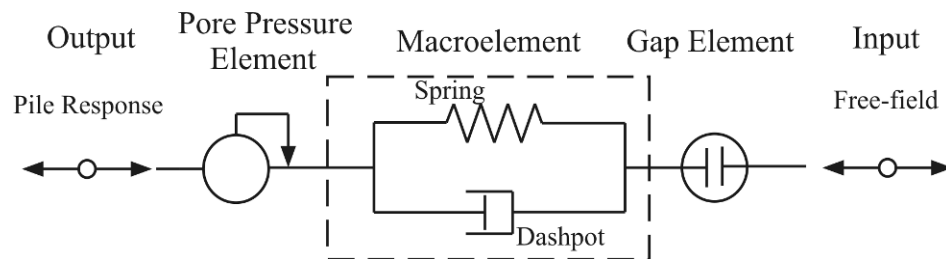 Output
Pore Pressure
Element
Macroelement
Gap Element
Input
Pile Response
Spring
Free-field
Dashpot